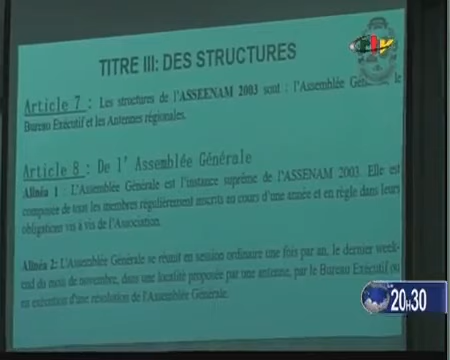 TITRE III: DES STRUCTURES
Article 7 : Les structures de l'ASSEENAM 2003 sont : l'Assemblée Générale, le
Bureau Exécutif et les Antennes régionales.
Article 8 : De l' Assemblée Générale
Alinéa 1 : L'Assemblée Générale est l'instance suprême de l'ASSENAM 2003. Elle est
composée de tout les membres régulièrement inscrits en cours d'une année et en règle dans leurs
obligations vis à vis de l'Association.
Alinéa 2: L'Assemblée Générale se réunit en session ordinaire une fois par an, le dernier week-
end du mois de novembre, dans une localité proposée par une antenne, par le Bureau Exécutif ou
en exécution d'une résolution de l'Assemblée Générale.
20H30